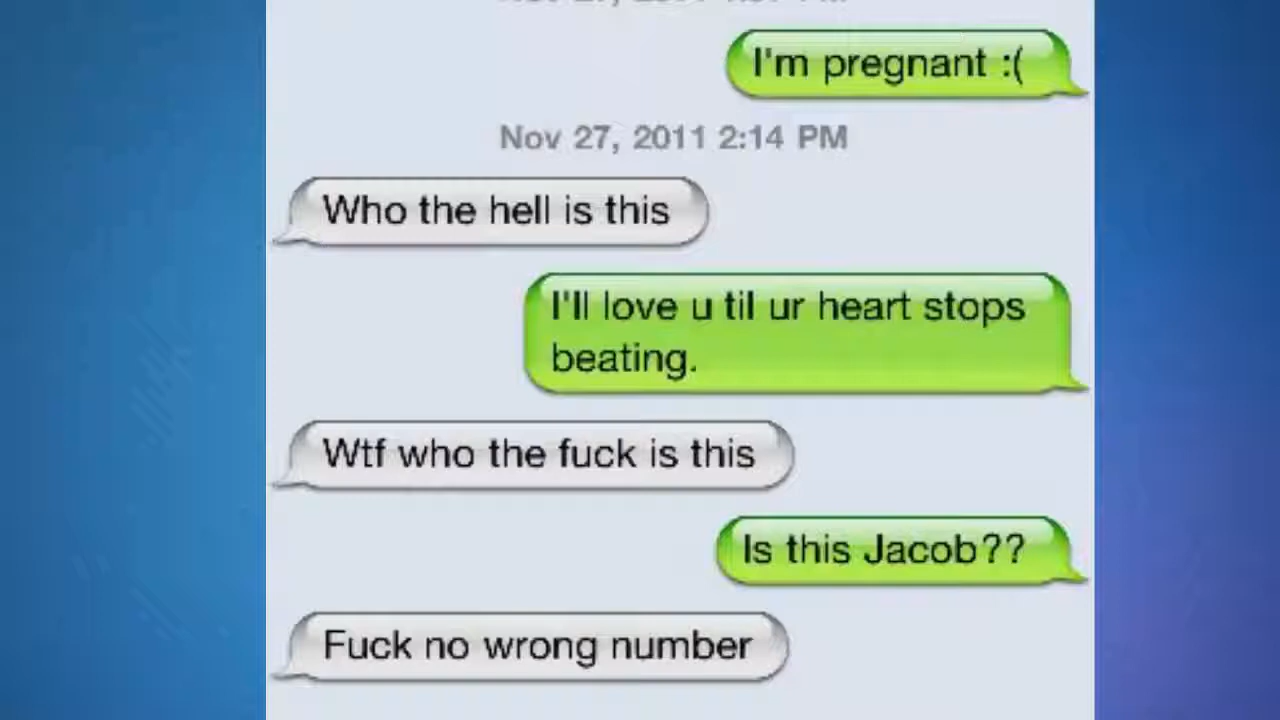 I'm pregnant :(
Nov 27, 2011 2:14 PM
Who the hell is this
I'll love u til ur heart stops
beating.
Wtf who the fuck is this
Is this Jacob??
Fuck no wrong number